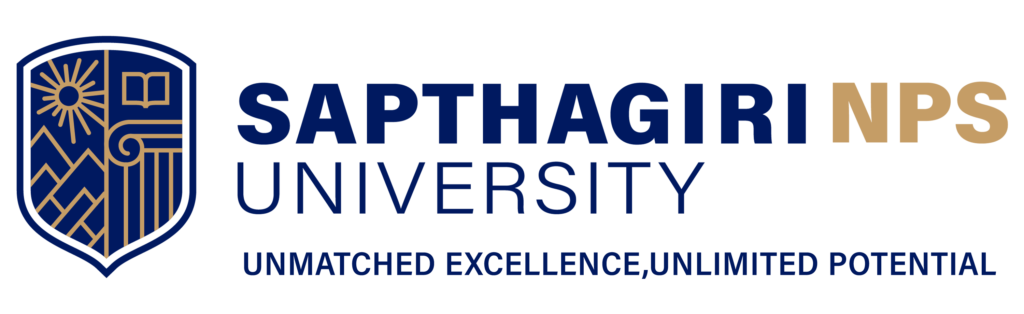 SAPTHAGIRI NPS
UNIVERSITY
UNMATCHED EXCELLENCE,UNLIMITED POTENTIAL